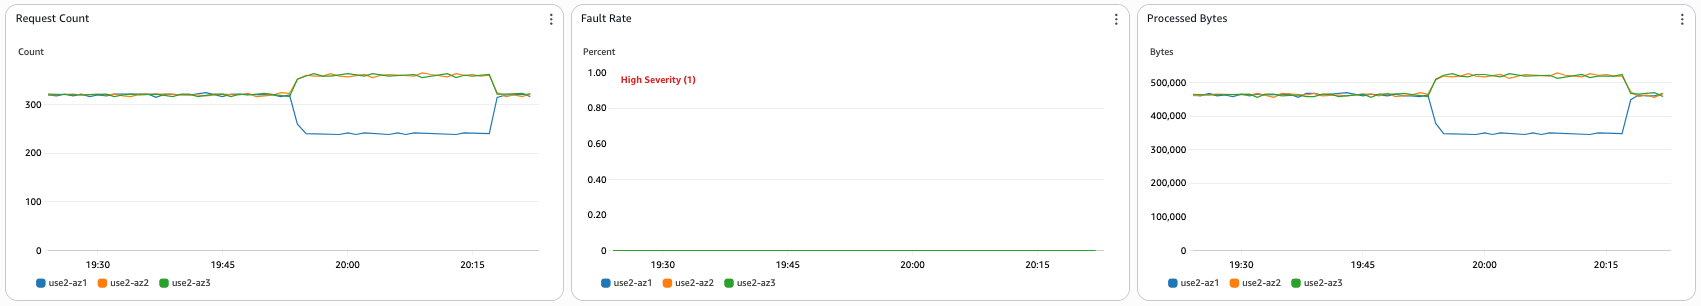 Request Count
Count
300
200
100
0
19:30 19:45 20:00 20:15
use2-az1 use2-az2 use2-az3
Fault Rate
Percent
1.00
High Severity (1)
0.80
0.60
0.40
0.20
0
19:30 19:45 20:00 20:15
use2-az1 use2-az2 use2-az3
Processed Bytes
Bytes
500,000
400,000
300,000
200,000
100,000
0
19:30 19:45 20:00 20:15
use2-az1 use2-az2 use2-az3